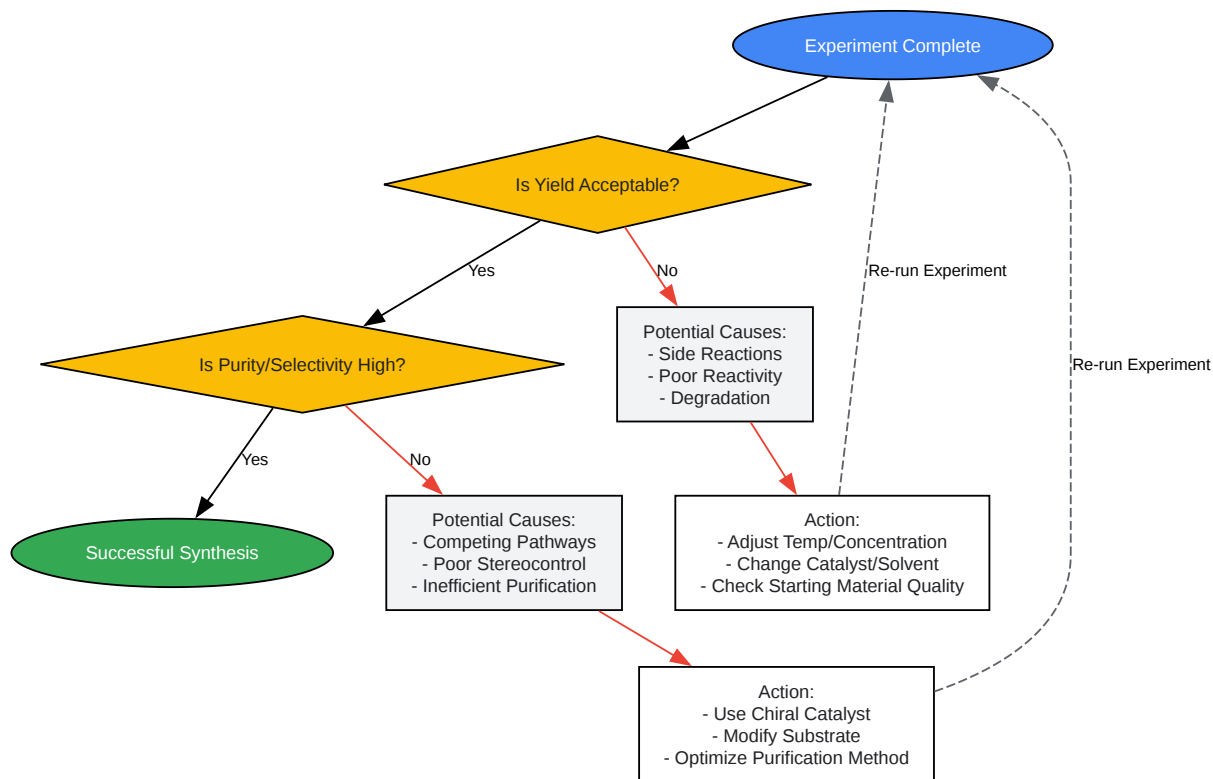 Experiment Complete
Is Yield Acceptable?
Yes
No
Re-run Experiment
Potential Causes:
- Side Reactions
- Poor Reactivity
- Degradation
Is Purity/Selectivity High?
Re-run Experiment
Yes
No
Successful Synthesis
Potential Causes:
- Competing Pathways
- Poor Stereocontrol
- Inefficient Purification
Action:
- Adjust Temp/Concentration
- Change Catalyst/Solvent
- Check Starting Material Quality
Action:
- Use Chiral Catalyst
- Modify Substrate
- Optimize Purification Method